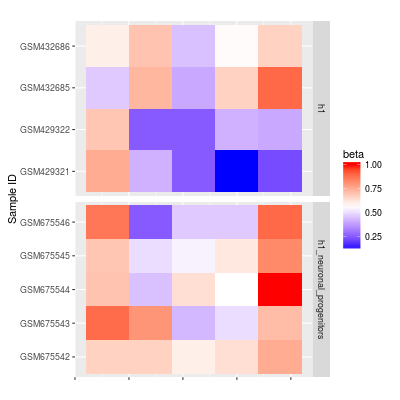 Sample ID
GSM432686
GSM432685
GSM429322
GSM429321
h1
GSM675546
GSM675545
GSM675544
GSM675543
GSM675542
h1_neuronal_progenitors
beta
1.00
0.75
0.50
0.25